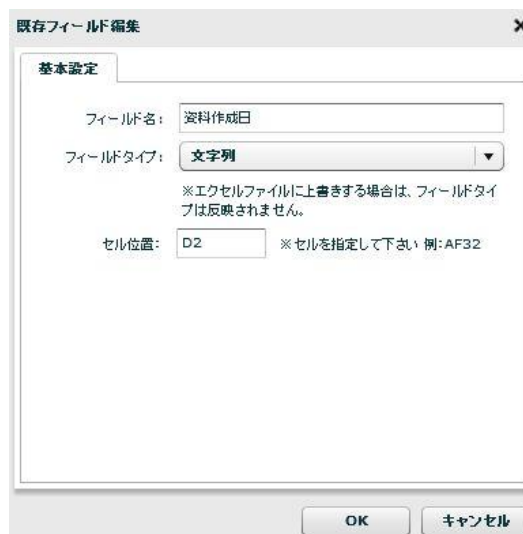 既存フィールド編集
基本設定
フィールド名: 資料作成日
フィールドタイプ: 文字列
※エクセルファイルに上書きする場合は、フィールドタイ
プは反映されません。
セル位置: D2 ※セルを指定して下さい 例:AF32
OK キャンセル